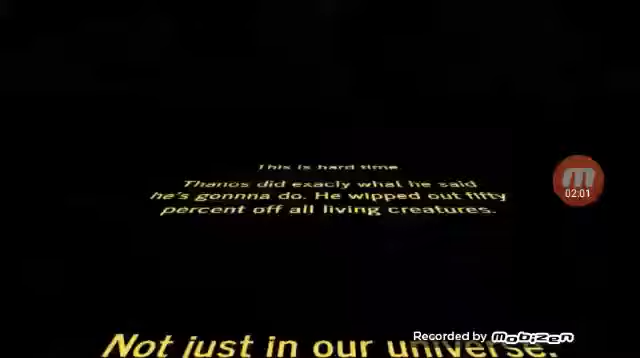 This is hard time
Thanos did exacly what he said
he's gonnna do. He wipped out fifty
percent off all living creatures.
Not just in our universe.
Recorded by Mobizen
02:01